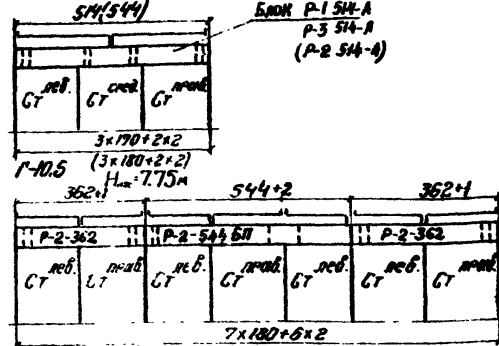 514(544)
Блок Р-1 514-А
Р-3 514-А
(Р-2 514-А)
Ст лев. Ст сред. Ст прав.
3×170+2×2
(3×180+2×2)
Г-10.5
H =7.75м
362+1 544+2 362+1
Р-2-362 Р-2-544 БП Р-2-362
Ст лев. Ст прав. Ст лев. Ст прав. Ст лев. Ст лев. Ст прав.
7×180+6×2